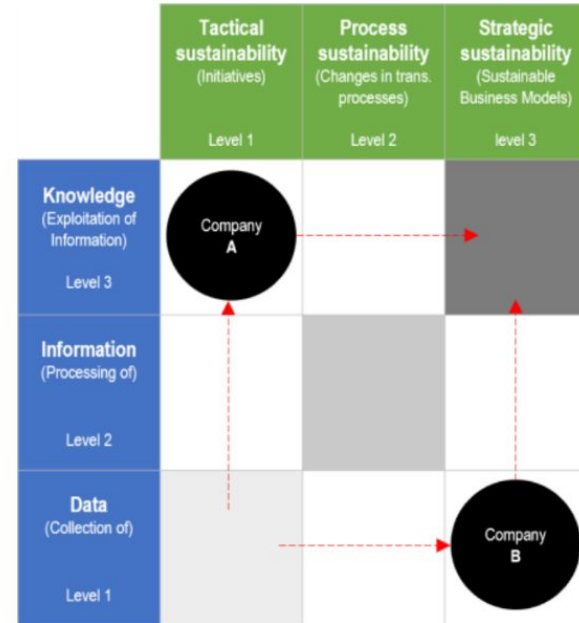 Tactical
sustainability
(Initiatives)
Level 1
Process
sustainability
(Changes in trans.
processes)
Level 2
Strategic
sustainability
(Sustainable
Business Models)
level 3
Knowledge
(Exploitation of
Information)
Level 3
Company
A
Information
(Processing of)
Level 2
Data
(Collection of)
Level 1
Company
B